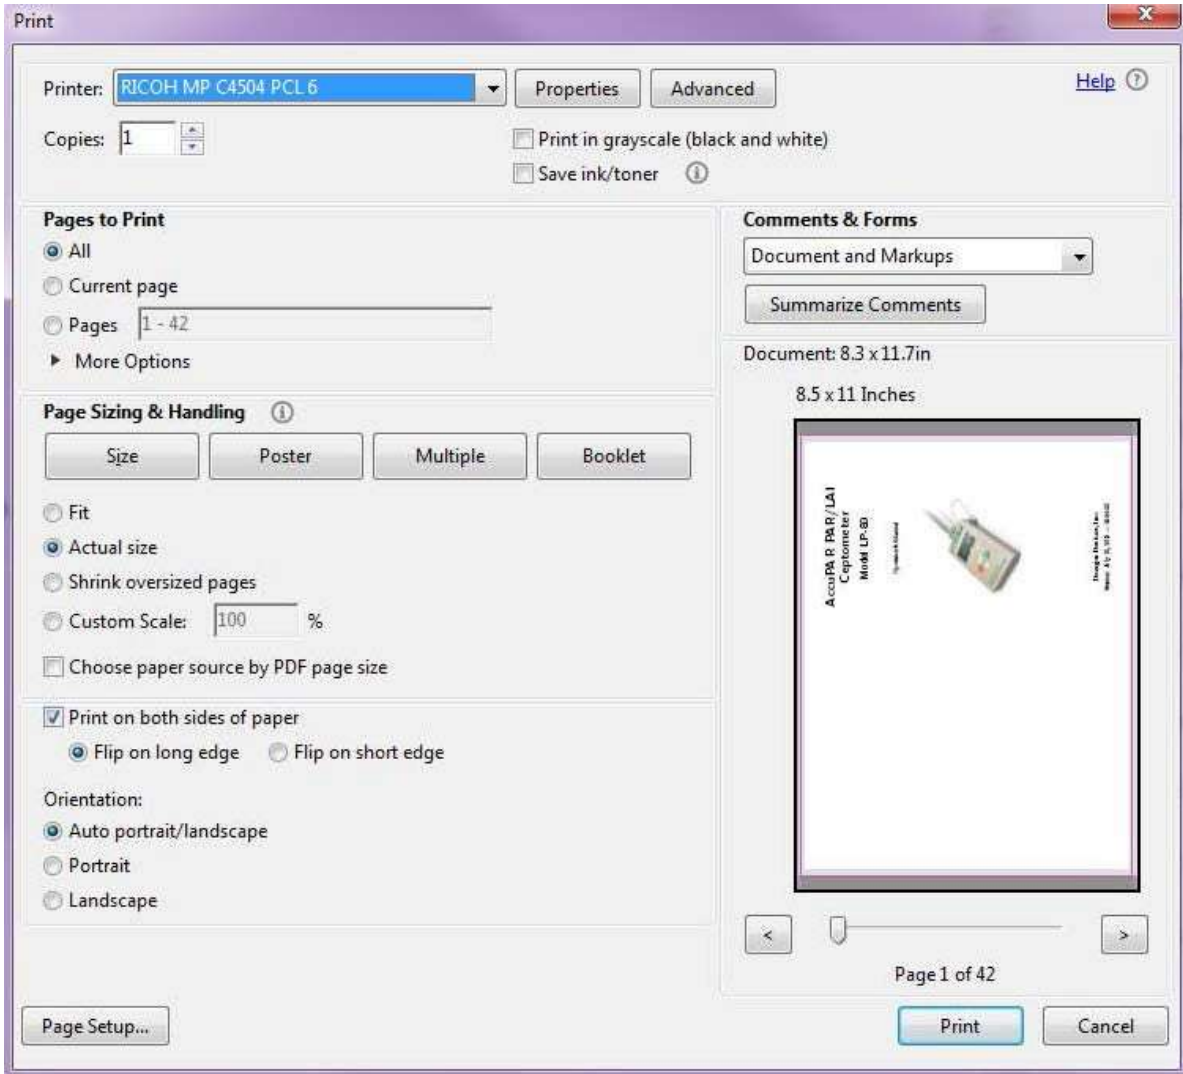 Print
Printer: RICOH MP C4504 PCL 6 Properties Advanced Help
Copies: 1 Print in grayscale (black and white)
Save ink/toner
Pages to Print
All
Current page
Pages 1 - 42
More Options
Comments & Forms
Document and Markups
Summarize Comments
Page Sizing & Handling
Size Poster Multiple Booklet
Fit
Actual size
Shrink oversized pages
Custom Scale: 100 %
Choose paper source by PDF page size
Print on both sides of paper
Flip on long edge Flip on short edge
Orientation:
Auto portrait/landscape
Portrait
Landscape
Document: 8.3 x 11.7in
8.5 x 11 Inches
AccuPAR PAR/LAI
Ceptometer
Model LP-80
< >
Page 1 of 42
Page Setup... Print Cancel